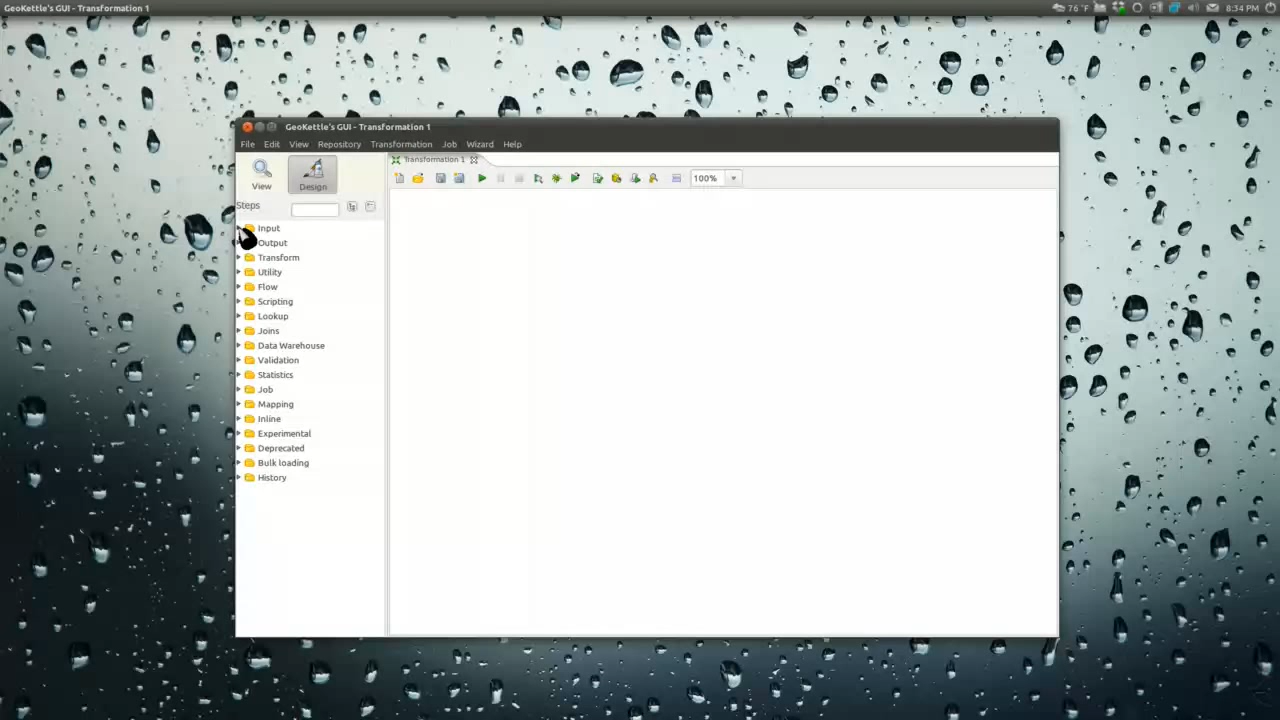 GeoKettle's GUI - Transformation 1
76 °F
8:34 PM
GeoKettle's GUI - Transformation 1
File Edit View Repository Transformation Job Wizard Help
View
Design
Transformation 1
100%
Steps
Input
Output
Transform
Utility
Flow
Scripting
Lookup
Joins
Data Warehouse
Validation
Statistics
Job
Mapping
Inline
Experimental
Deprecated
Bulk loading
History